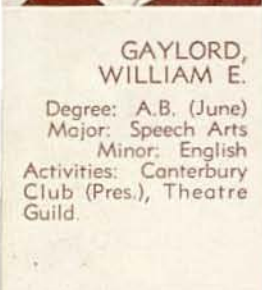 GAYLORD,
WILLIAM E.
Degree: A.B. (June)
Major: Speech Arts
Minor: English
Activities: Canterbury
Club (Pres.), Theatre
Guild.